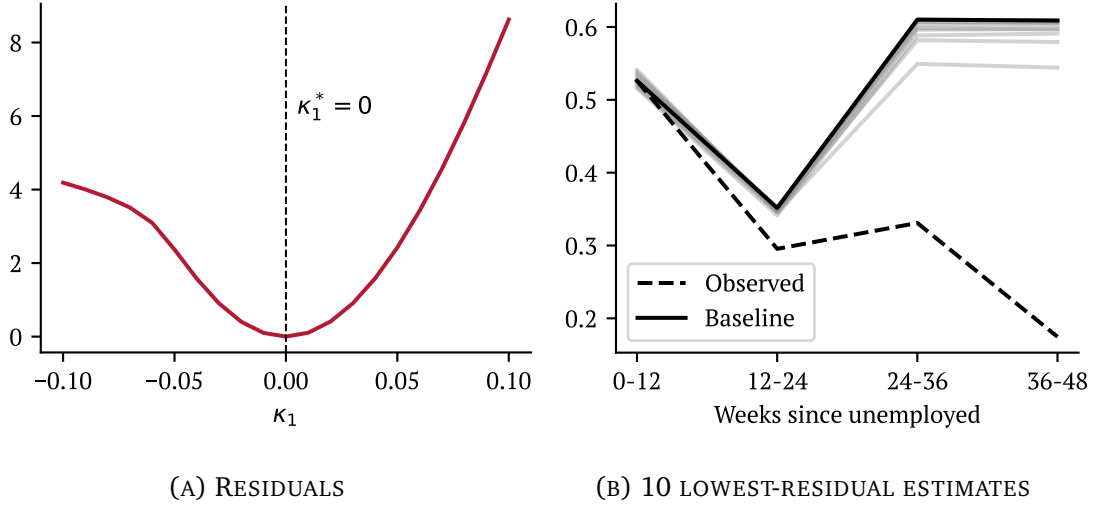 8
6
4
2
0
κ₁* = 0
−0.10
−0.05
0.00
0.05
0.10
κ₁
(A) RESIDUALS
0.6
0.5
0.4
0.3
0.2
Observed
Baseline
0-12
12-24
24-36
36-48
Weeks since unemployed
(B) 10 LOWEST-RESIDUAL ESTIMATES